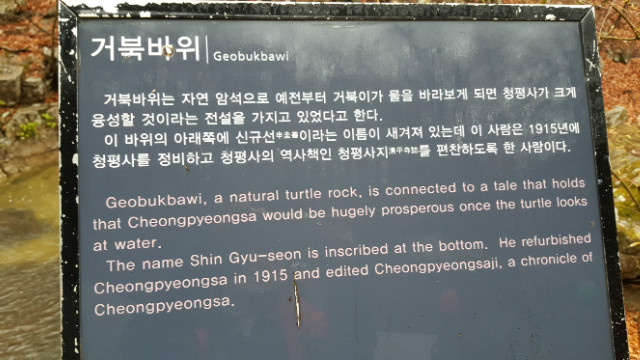 거북바위 | Geobukbawi
거북바위는 자연 암석으로 예전부터 거북이가 물을 바라보게 되면 청평사가 크게
융성할 것이라는 전설을 가지고 있었다고 한다.
이 바위의 아래쪽에 신규선이라는 이름이 새겨져 있는데 이 사람은 1915년에
청평사를 정비하고 청평사의 역사책인 청평사지淸平寺誌를 편찬하도록 한 사람이다.
Geobukbawi, a natural turtle rock, is connected to a tale that holds
that Cheongpyeongsa would be hugely prosperous once the turtle looks
at water.
The name Shin Gyu-seon is inscribed at the bottom. He refurbished
Cheongpyeongsa in 1915 and edited Cheongpyeongsaji, a chronicle of
Cheongpyeongsa.